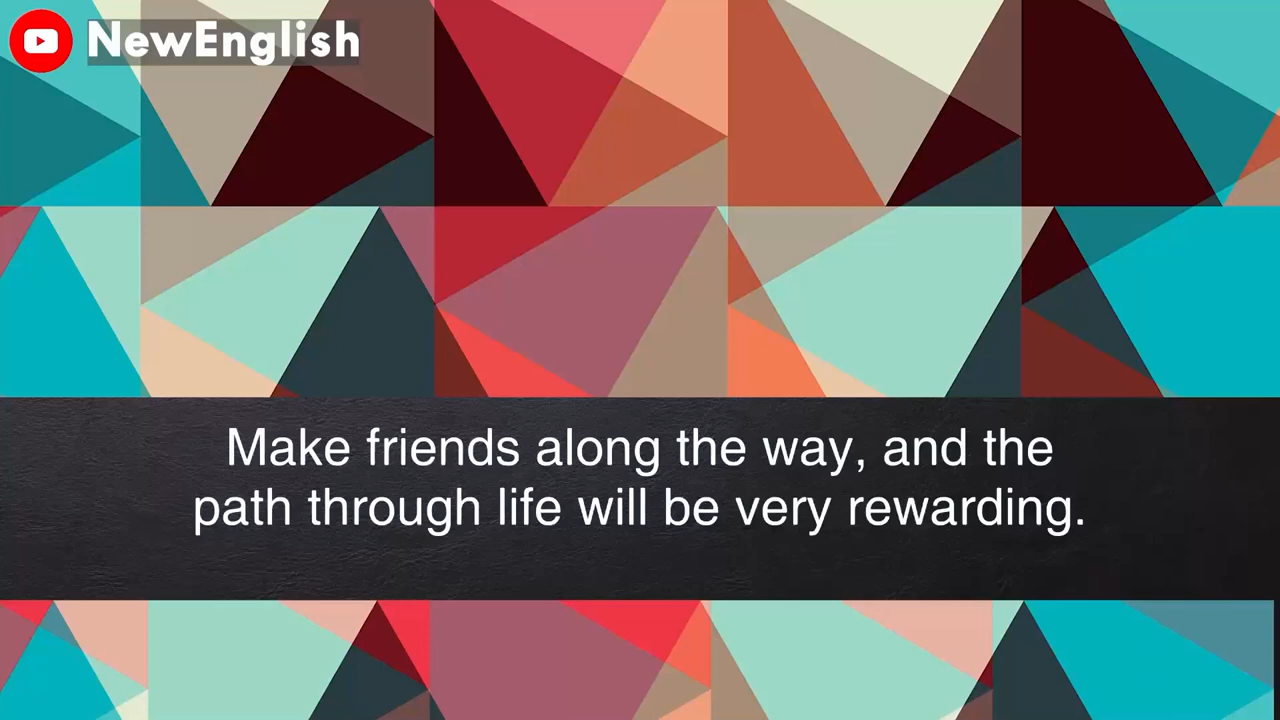 NewEnglish
Make friends along the way, and the
path through life will be very rewarding.